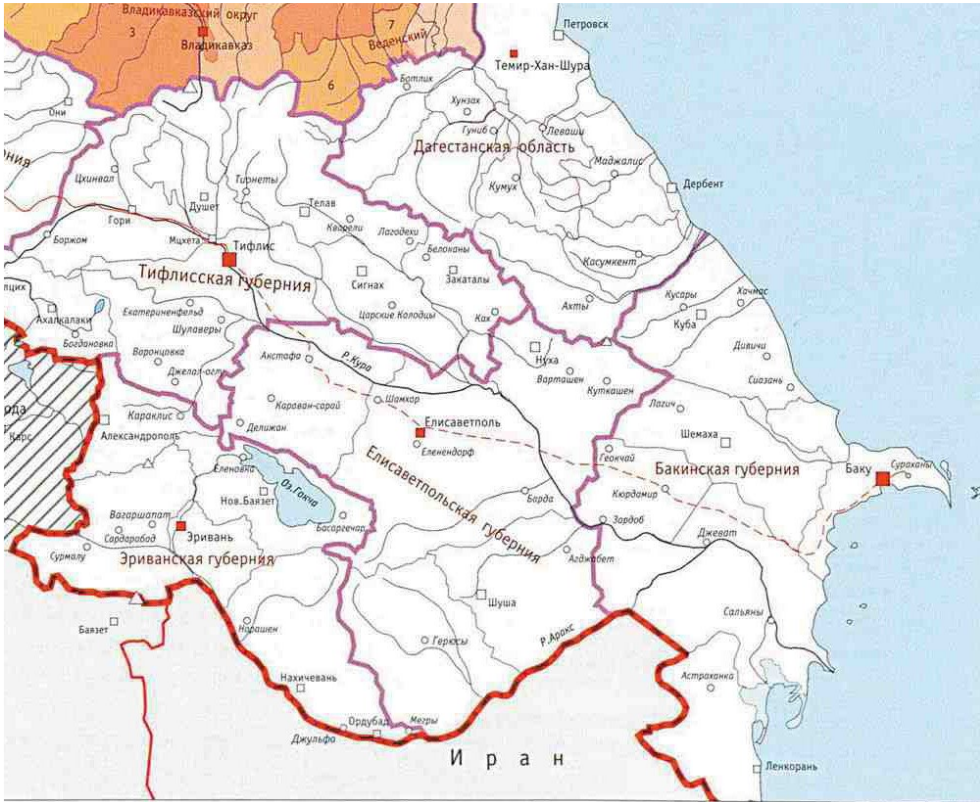 Владикавказский округ
3
7
Владикавказ
Веденский
Петровск
Темир-Хан-Шура
6
Ботлих
Они
Хунзах
Гуниб
Леваши
Дагестанская область
Маджалис
Цхинвал
Тионеты
Кумух
Дербент
Душет
Телав
Гори
Кварели
Лагодехи
Мцхета
Боржом
Тифлис
Белоканы
Касумкент
Закаталы
Тифлисская губерния
Сигнах
Ахты
Кусары
Хачмас
Ахалкалаки
Екатериненфельд
Царские Колодцы
Ках
Куба
Шулаверы
Богдановка
Воронцовка
Акстафа
Р.Кура
Нуха
Дивичи
Джелал-оглу
Варташен
Куткашен
Сиазань
Караван-сарай
Шамхор
Лагич
Караклис
Александрополь
Делижан
Елисаветполь
Шемаха
Карс
Елененdорф
Геокчай
Бакинская губерния
Баку
Сураханы
Еленовка
Оз.Гокча
Елисаветпольская губерния
Нов.Баязет
Барда
Кюрдамир
Вагаршапат
Басаргечар
Зардоб
Сардарабад
Эривань
Джеват
Сурмалу
Эриванская губерния
Агджабет
Шуша
Сальяны
Баязет
Норашен
Р.Аракс
Герюсы
Нахичевань
Астраханка
Ордубад
Мегры
Джульфа
Иран
Ленкорань